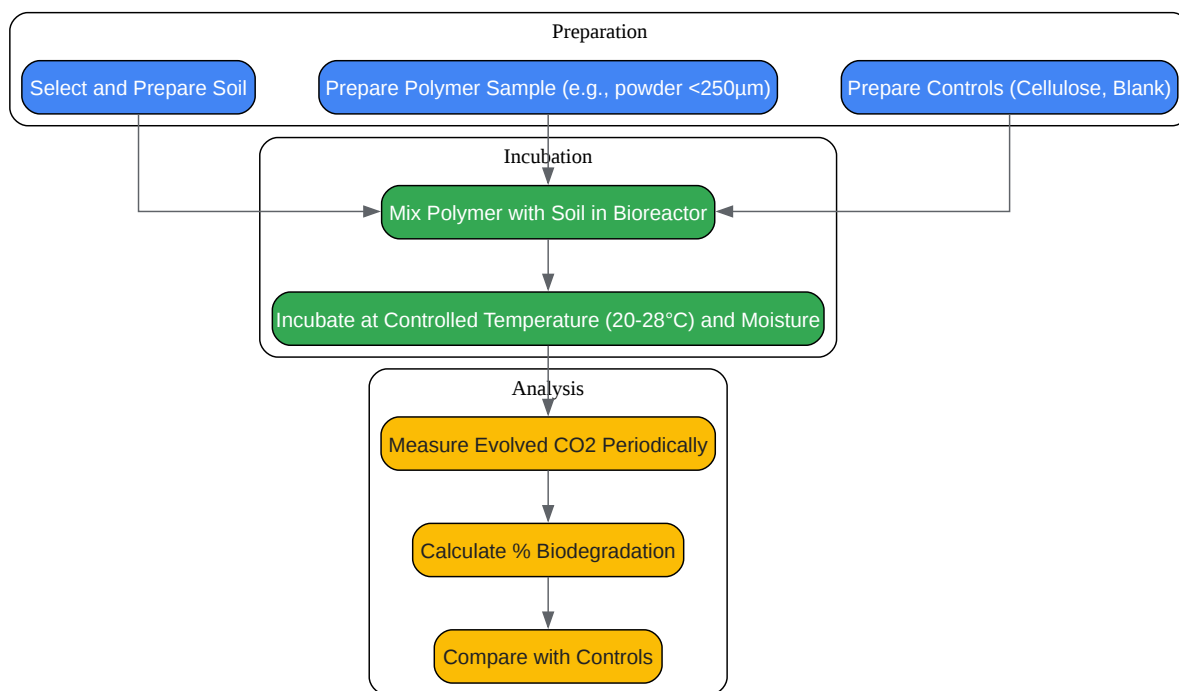 Preparation
Select and Prepare Soil
Prepare Polymer Sample (e.g., powder <250µm)
Prepare Controls (Cellulose, Blank)
Incubation
Mix Polymer with Soil in Bioreactor
Incubate at Controlled Temperature (20-28°C) and Moisture
Analysis
Measure Evolved CO2 Periodically
Calculate % Biodegradation
Compare with Controls